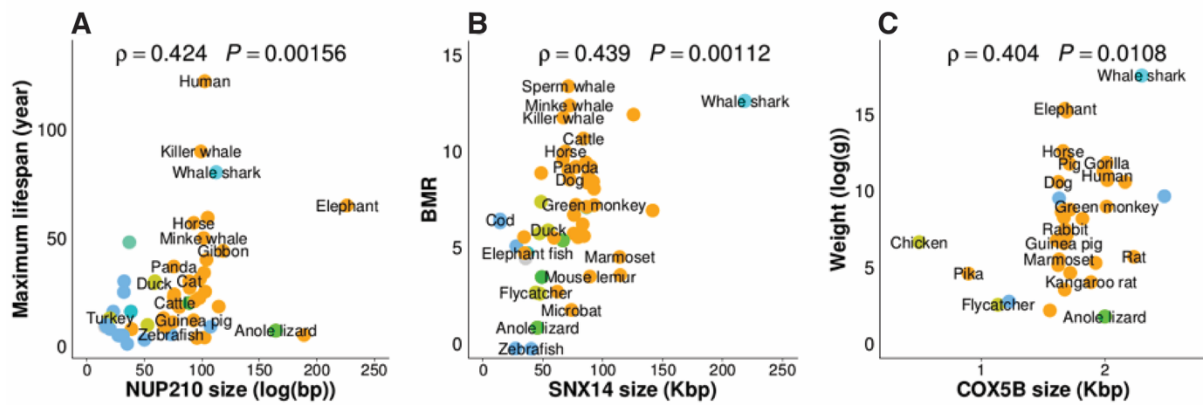 A
ρ = 0.424 P = 0.00156
Maximum lifespan (year)
100
50
0
Human
Killer whale
Whale shark
Elephant
Horse
Minke whale
Gibbon
Panda
Duck
Cat
Cattle
Turkey
Guinea pig
Zebrafish
Anole lizard
0 50 100 150 200 250
NUP210 size (log(bp))
B
ρ = 0.439 P = 0.00112
BMR
15
10
5
0
Sperm whale
Minke whale
Killer whale
Whale shark
Cattle
Horse
Panda
Dog
Green monkey
Cod
Duck
Elephant fish
Marmoset
Mouse lemur
Flycatcher
Microbat
Anole lizard
Zebrafish
0 50 100 150 200 250
SNX14 size (Kbp)
C
ρ = 0.404 P = 0.0108
Weight (log(g))
15
10
5
0
Whale shark
Elephant
Horse
Pig Gorilla
Human
Dog
Green monkey
Rabbit
Chicken
Guinea pig
Marmoset
Rat
Pika
Kangaroo rat
Flycatcher
Anole lizard
1 2
COX5B size (Kbp)